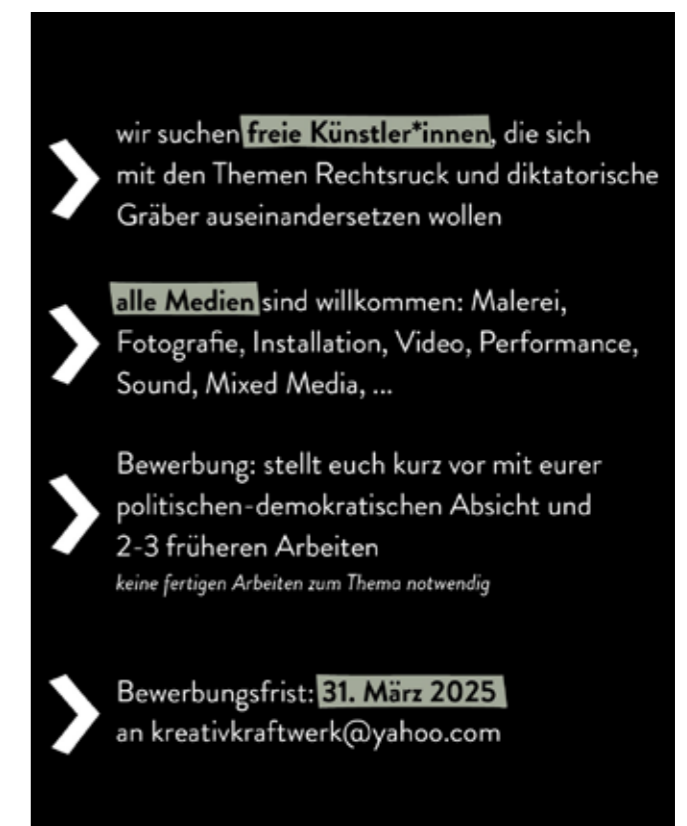 wir suchen freie Künstler*innen, die sich
mit den Themen Rechtsruck und diktatorische
Gräber auseinandersetzen wollen
alle Medien sind willkommen: Malerei,
Fotografie, Installation, Video, Performance,
Sound, Mixed Media, ...
Bewerbung: stellt euch kurz vor mit eurer
politischen-demokratischen Absicht und
2-3 früheren Arbeiten
keine fertigen Arbeiten zum Thema notwendig
Bewerbungsfrist: 31. März 2025
an kreativkraftwerk@yahoo.com